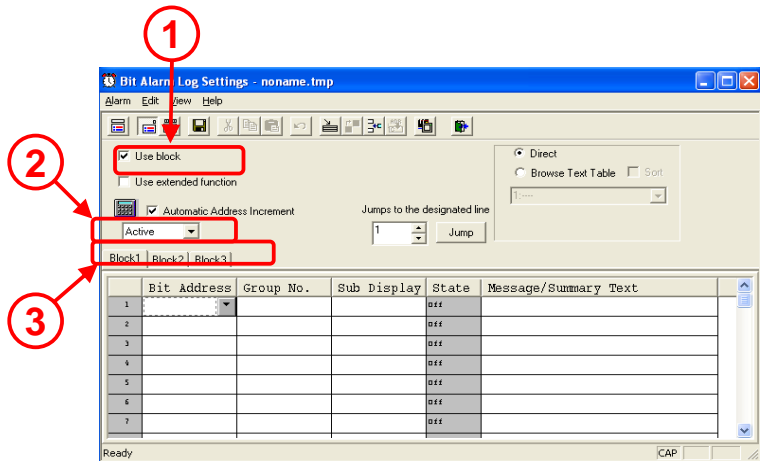 1
Bit Alarm Log Settings - noname.tmp
Alarm Edit View Help
2
Use block
Use extended function
Automatic Address Increment
Active
Jumps to the designated line
1 Jump
Direct
Browse Text Table Sort
1:----
Block1 Block2 Block3
3
Bit Address Group No. Sub Display State Message/Summary Text
1 Off
2 Off
3 Off
4 Off
5 Off
6 Off
7 Off
Ready CAP